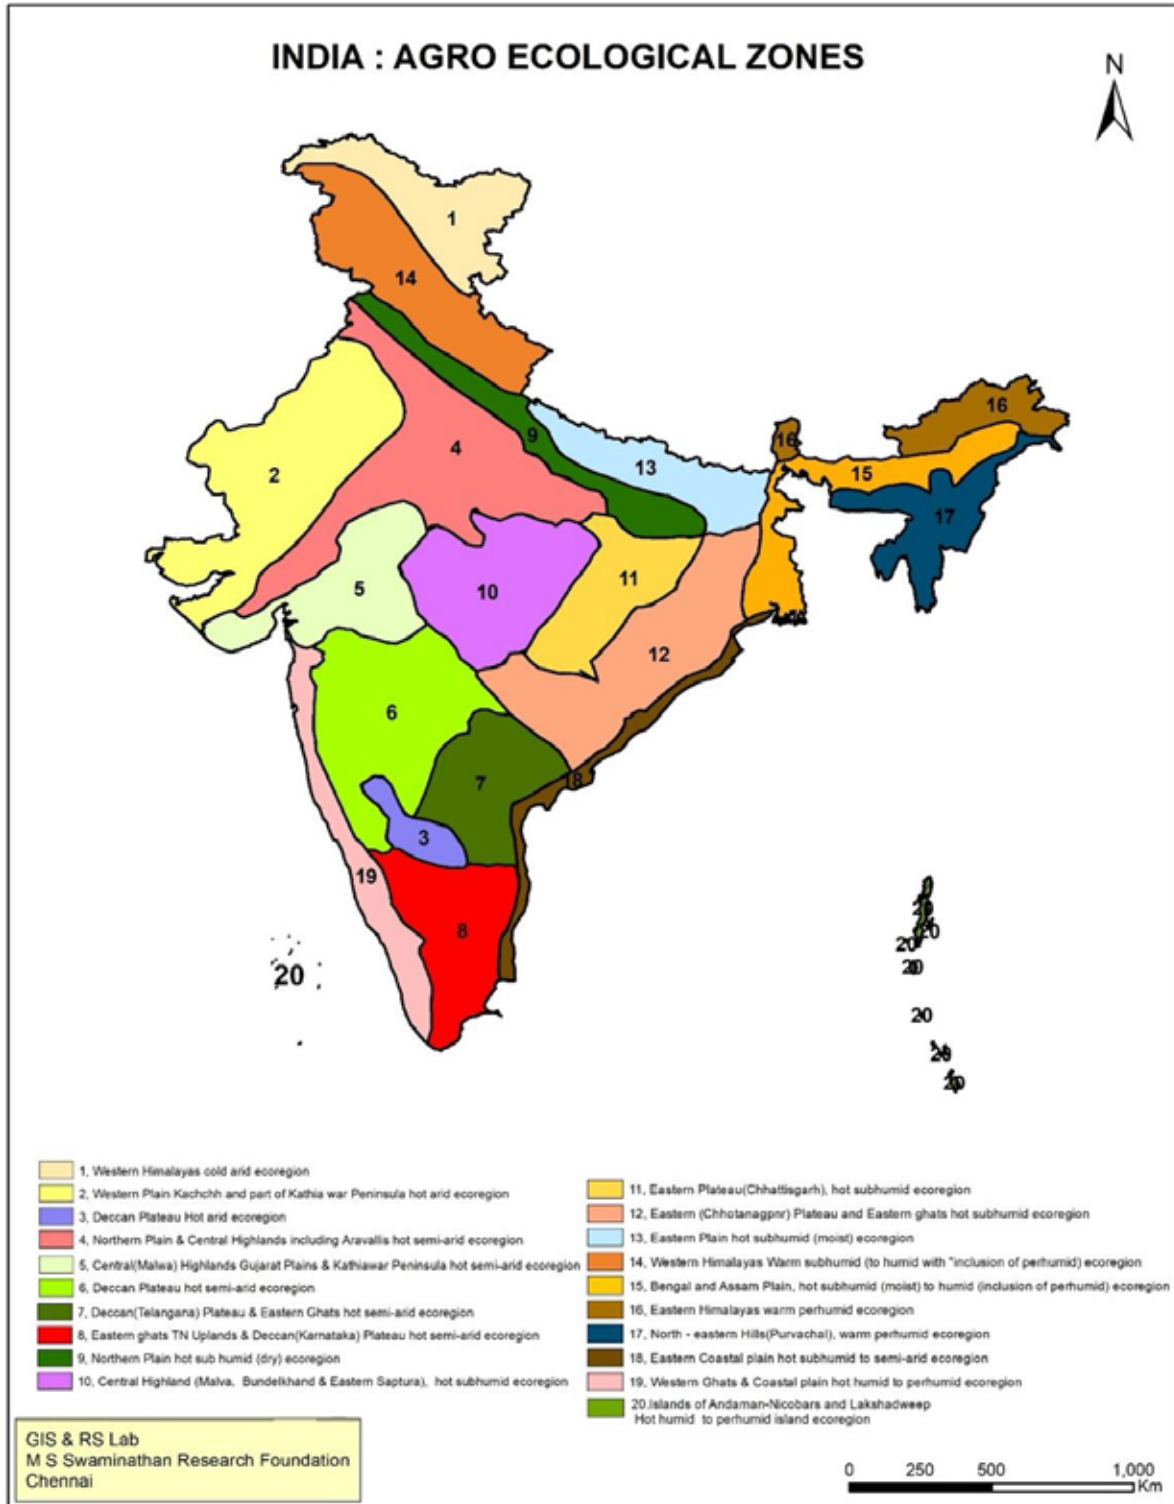 INDIA : AGRO ECOLOGICAL ZONES
N
1
14
2
4
9
13
16
16
15
17
5
10
11
12
6
7
8
3
19
8
20
20
20
20
20
20
20
20
1, Western Himalayas cold arid ecoregion
2, Western Plain Kachchh and part of Kathia war Peninsula hot arid ecoregion
3, Deccan Plateau Hot arid ecoregion
4, Northern Plain & Central Highlands including Aravallis hot semi-arid ecoregion
5, Central(Malwa) Highlands Gujarat Plains & Kathiawar Peninsula hot semi-arid ecoregion
6, Deccan Plateau hot semi-arid ecoregion
7, Deccan(Telangana) Plateau & Eastern Ghats hot semi-arid ecoregion
8, Eastern ghats TN Uplands & Deccan(Karnataka) Plateau hot semi-arid ecoregion
9, Northern Plain hot sub humid (dry) ecoregion
10, Central Highland (Malva. Bundelkhand & Eastern Saptura), hot subhumid ecoregion
11, Eastern Plateau(Chhattisgarh), hot subhumid ecoregion
12, Eastern (Chhotanagpnr) Plateau and Eastern ghats hot subhumid ecoregion
13, Eastern Plain hot subhumid (moist) ecoregion
14, Western Himalayas Warm subhumid (to humid with "inclusion of perhumid) ecoregion
15, Bengal and Assam Plain, hot subhumid (moist) to humid (inclusion of perhumid) ecoregion
16, Eastern Himalayas warm perhumid ecoregion
17, North - eastern Hills(Purvachal), warm perhumid ecoregion
18, Eastern Coastal plain hot subhumid to semi-arid ecoregion
19, Western Ghats & Coastal plain hot humid to perhumid ecoregion
20.Islands of Andaman-Nicobars and Lakshadweep
Hot humid to perhumid island ecoregion
GIS & RS Lab
M S Swaminathan Research Foundation
Chennai
0 250 500 1,000
Km